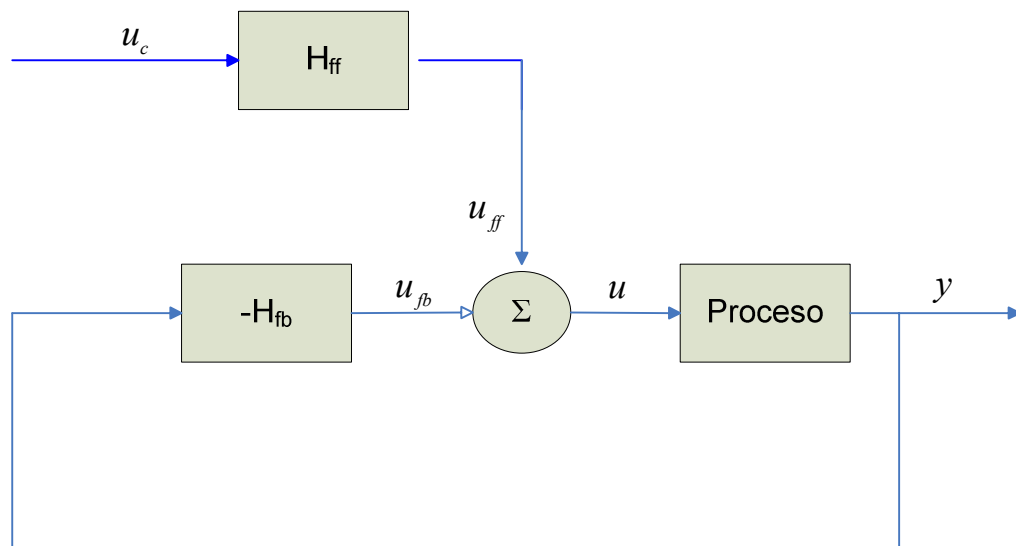 u_c
H_ff
u_ff
-H_fb
u_fb
Σ
u
Proceso
y